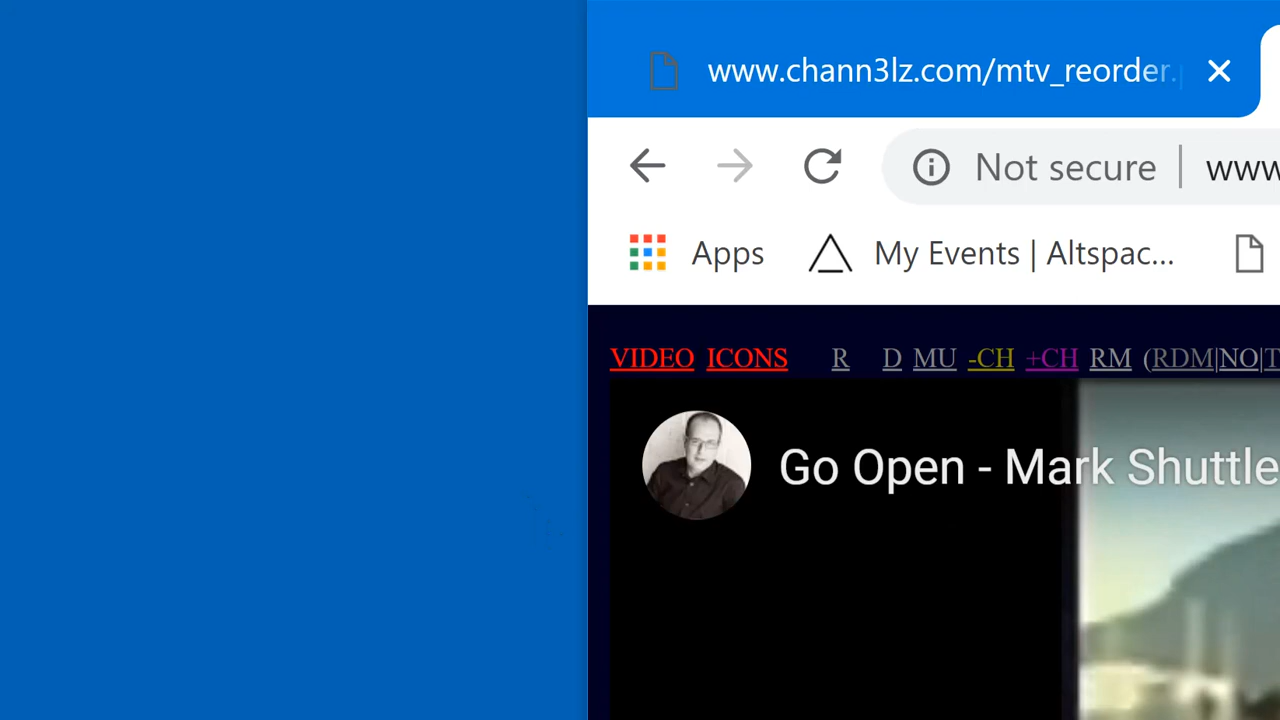 www.chann3lz.com/mtv_reorder.
Not secure | www
Apps My Events | Altspac...
VIDEO ICONS R D MU -CH +CH RM (RDM|NO|T
Go Open - Mark Shuttle